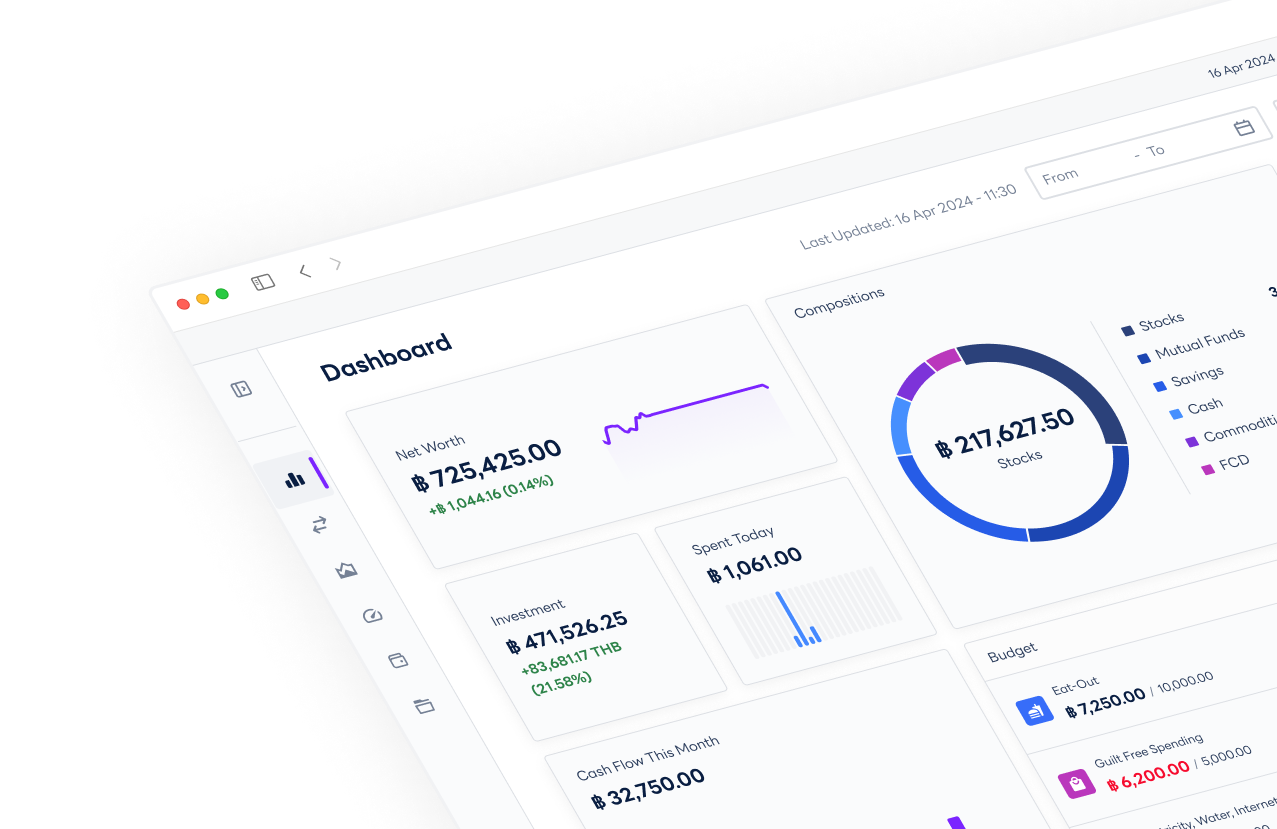 16 Apr 2024
Last Updated: 16 Apr 2024 - 11:30
From - To
Dashboard
Net Worth
฿ 725,425.00
+฿ 1,044.16 (0.14%)
Compositions
฿ 217,627.50
Stocks
Stocks
Mutual Funds
Savings
Cash
Commoditi
FCD
Investment
฿ 471,526.25
+83,681.17 THB
(21.58%)
Spent Today
฿ 1,061.00
Cash Flow This Month
฿ 32,750.00
Budget
Eat-Out
฿ 7,250.00 / 10,000.00
Guilt Free Spending
฿ 6,200.00 / 5,000.00
ricity, Water, Internet